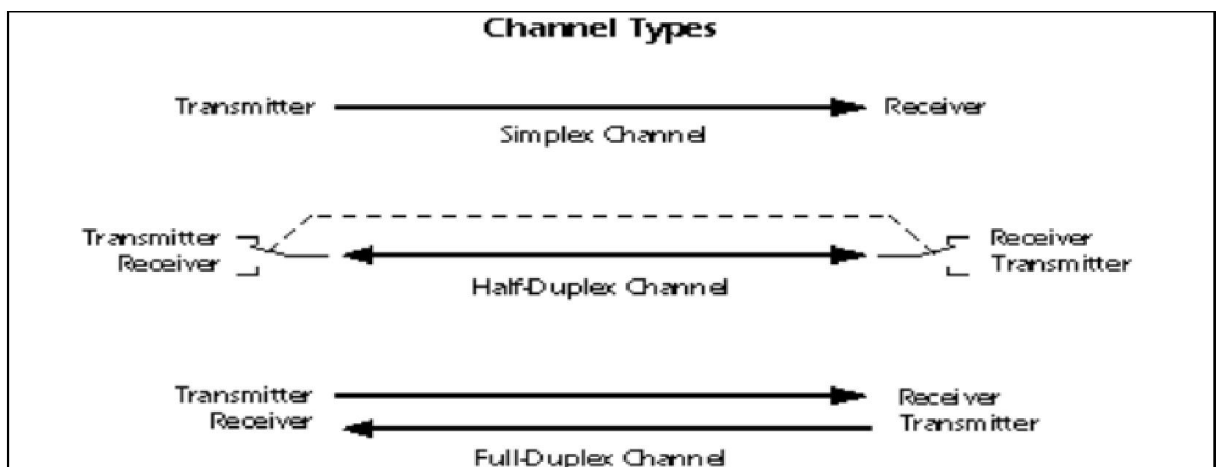 Channel Types
Transmitter Receiver
Simplex Channel
Transmitter Receiver
Receiver Transmitter
Half-Duplex Channel
Transmitter Receiver
Receiver Transmitter
Full-Duplex Channel